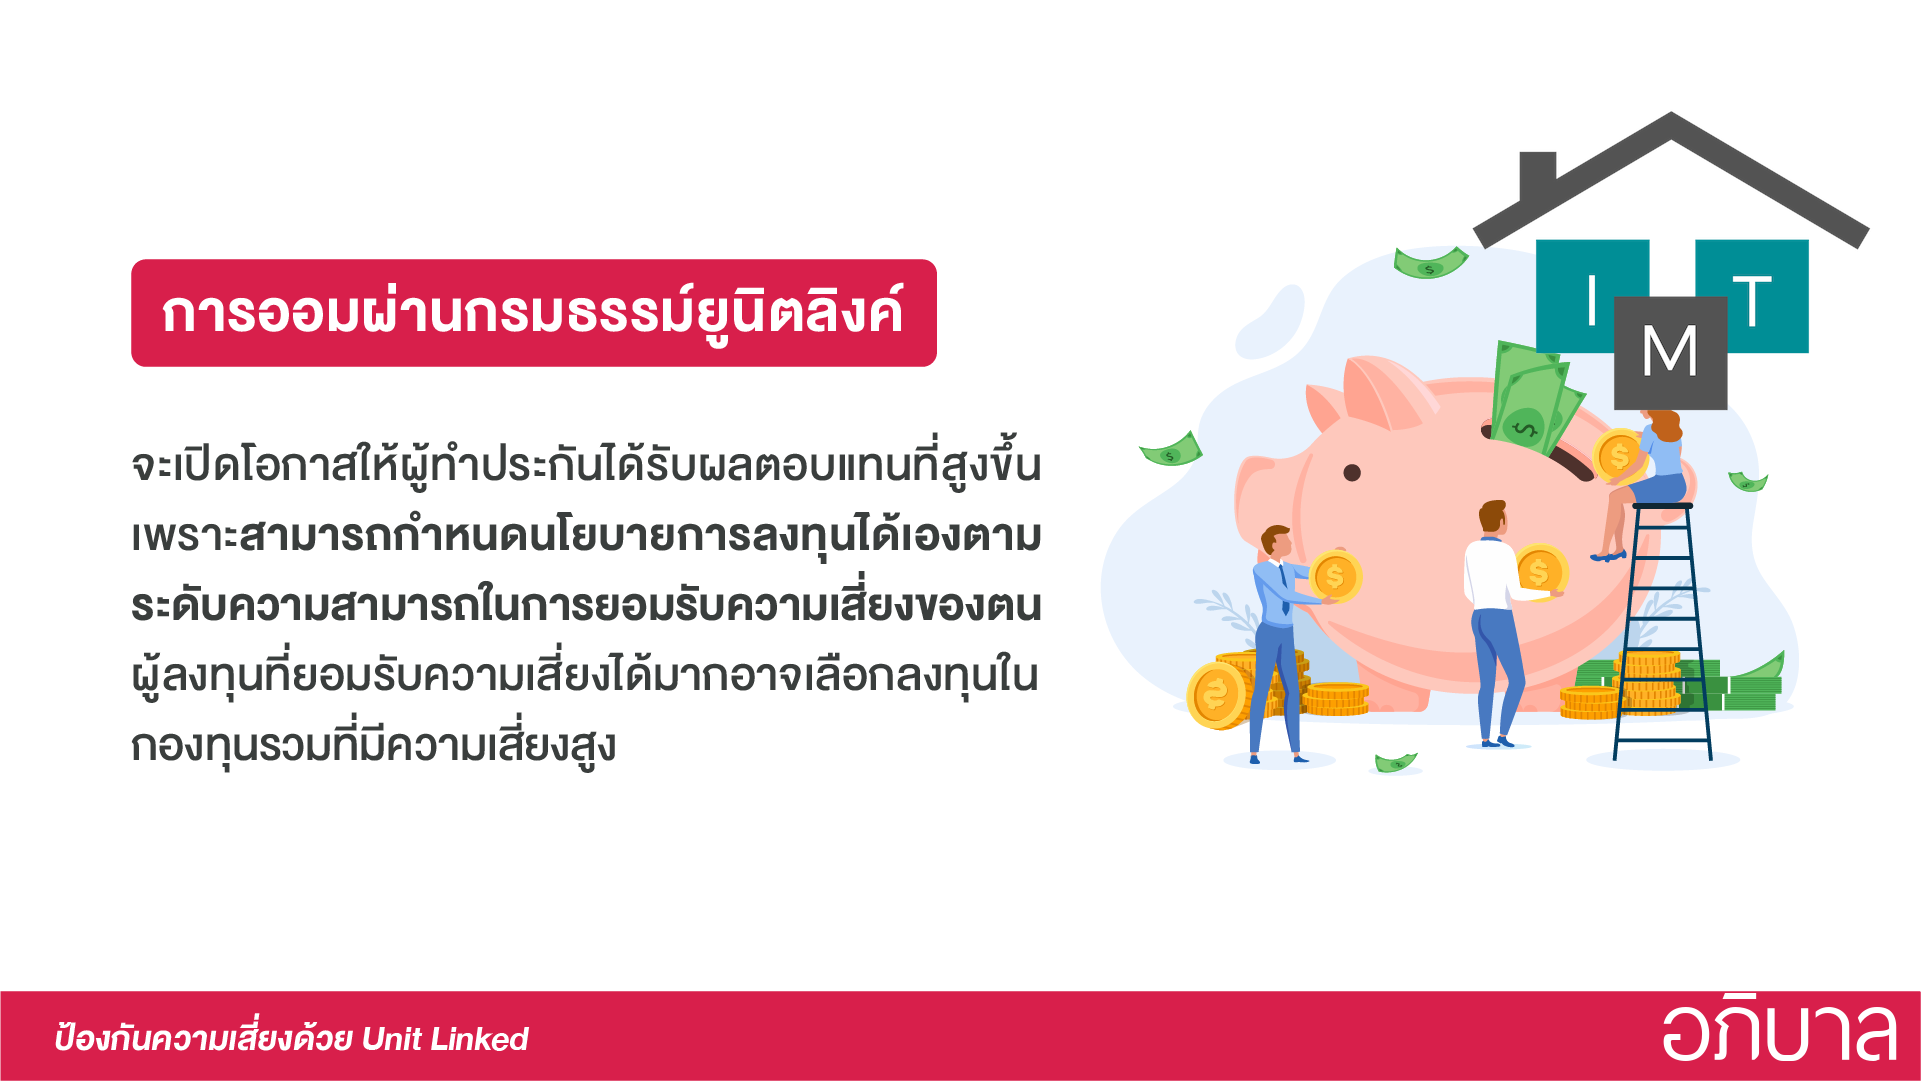 การออมผ่านกรมธรรม์ยูนิตลิงค์
จะเปิดโอกาสให้ผู้ทำประกันได้รับผลตอบแทนที่สูงขึ้น
เพราะสามารถกำหนดนโยบายการลงทุนได้เองตาม
ระดับความสามารถในการยอมรับความเสี่ยงของตน
ผู้ลงทุนที่ยอมรับความเสี่ยงได้มากอาจเลือกลงทุนใน
กองทุนรวมที่มีความเสี่ยงสูง
I M T
ป้องกันความเสี่ยงด้วย Unit Linked
อภิบาล